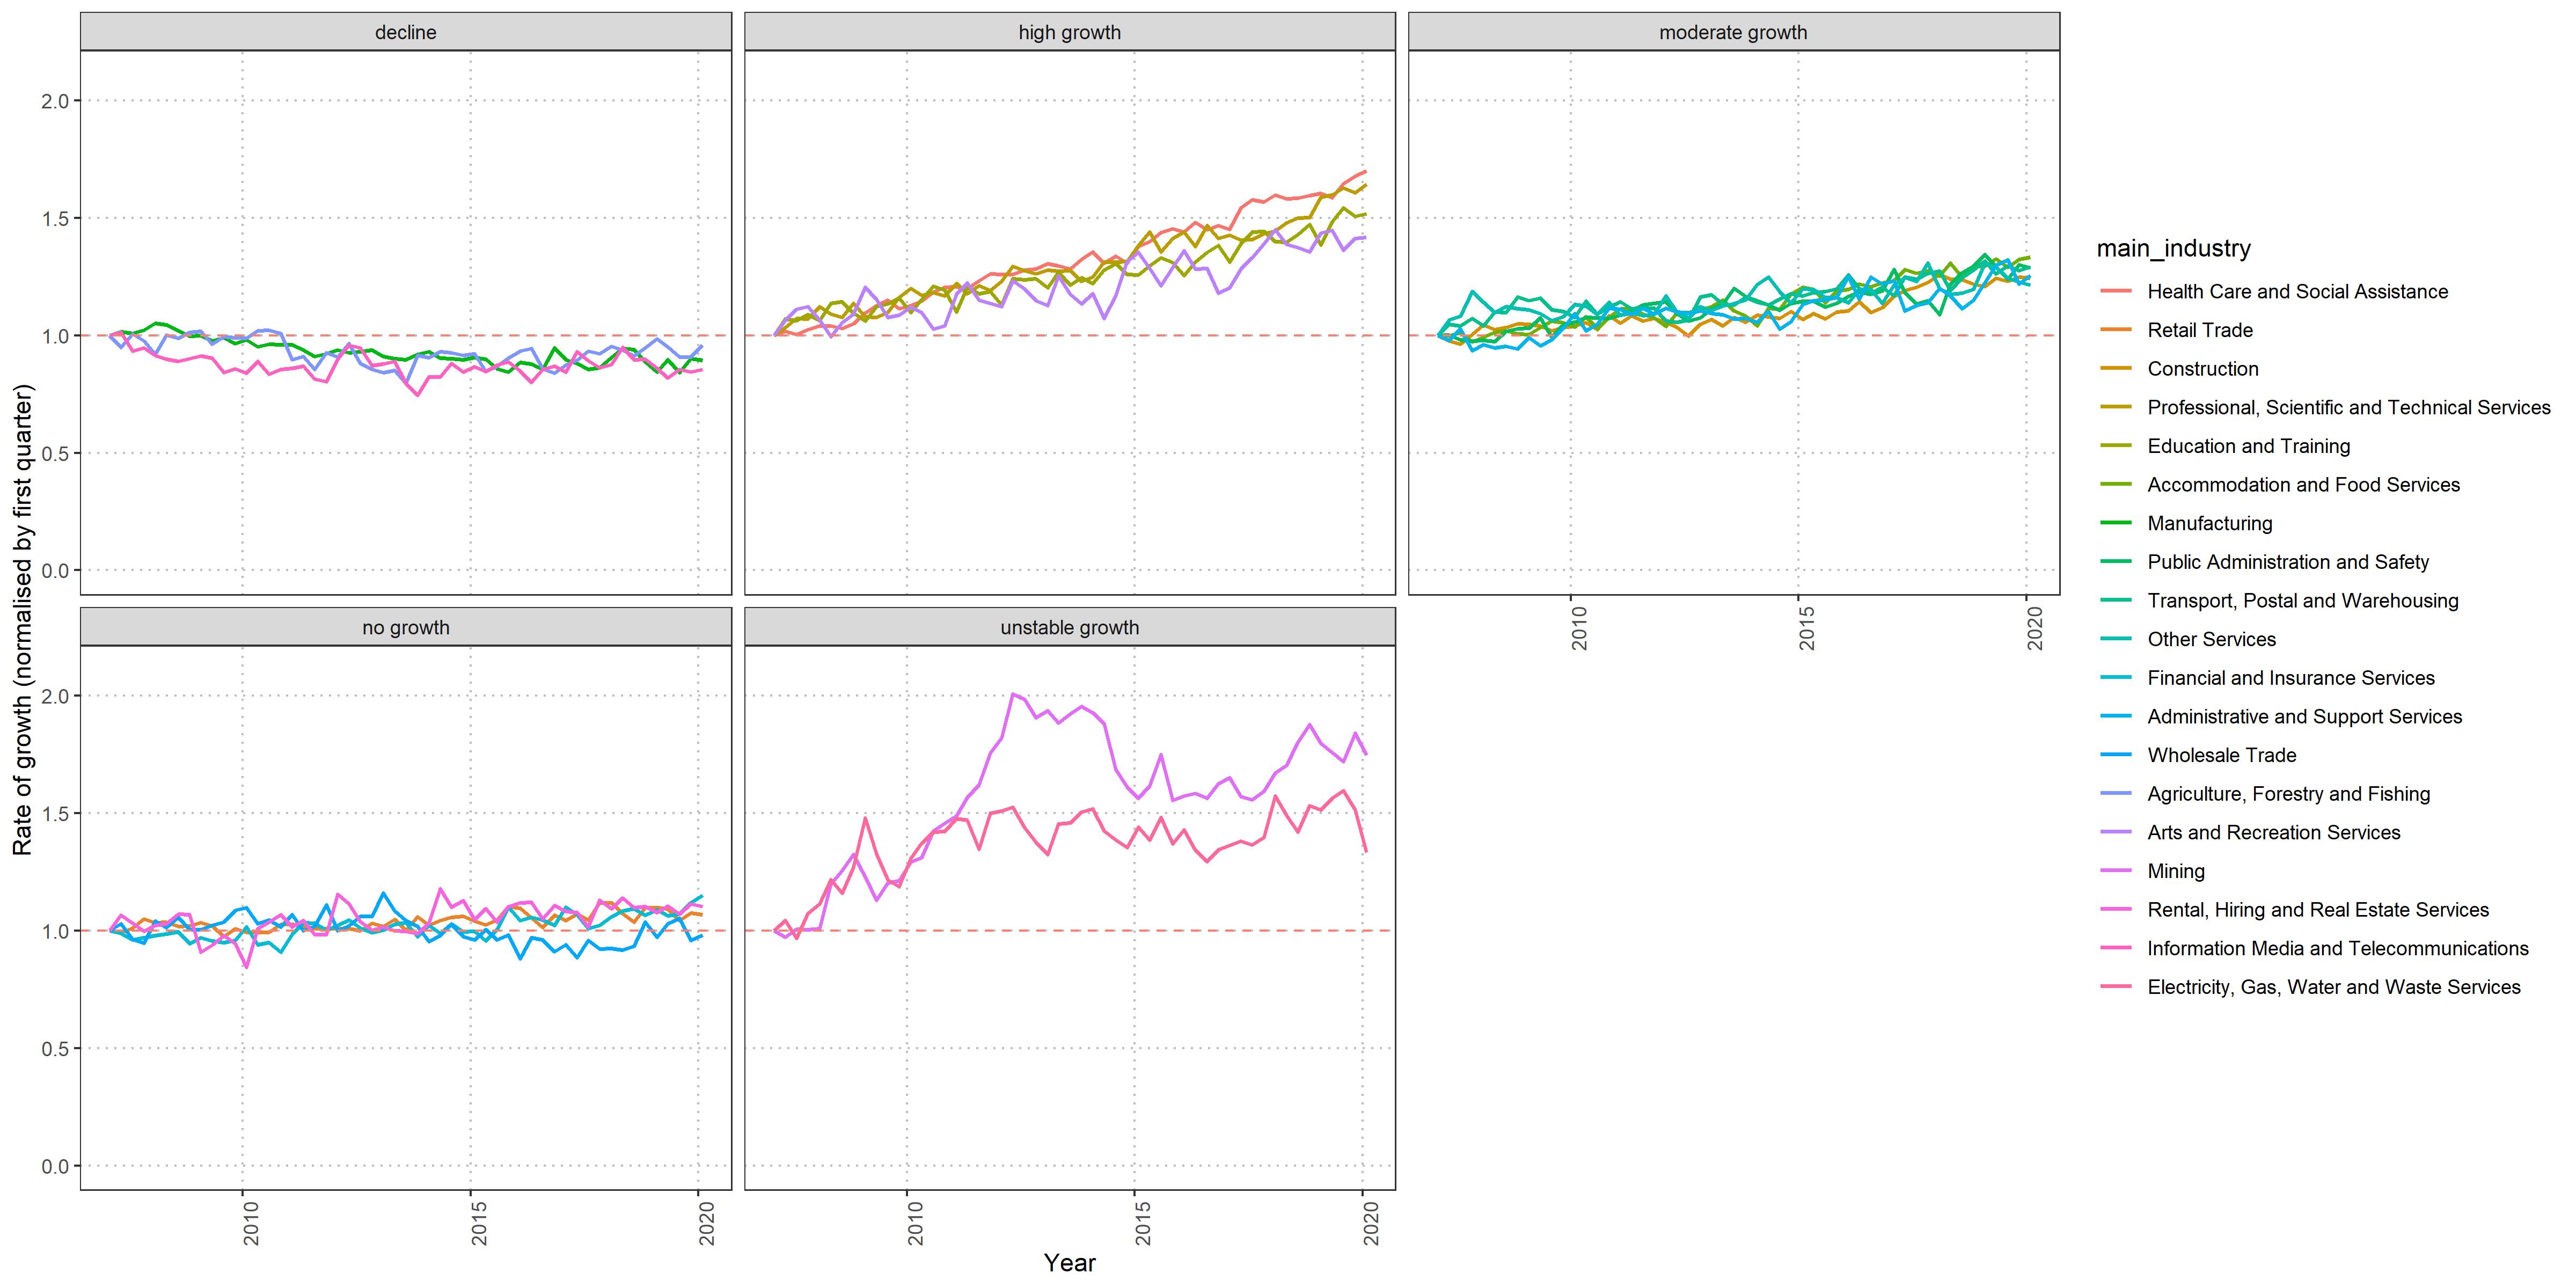 decline
high growth
moderate growth
2.0
1.5
1.0
0.5
0.0
2010
2015
2020
no growth
unstable growth
2.0
1.5
1.0
0.5
0.0
2010
2015
2020
2010
2015
2020
Year
Rate of growth (normalised by first quarter)
main_industry
Health Care and Social Assistance
Retail Trade
Construction
Professional, Scientific and Technical Services
Education and Training
Accommodation and Food Services
Manufacturing
Public Administration and Safety
Transport, Postal and Warehousing
Other Services
Financial and Insurance Services
Administrative and Support Services
Wholesale Trade
Agriculture, Forestry and Fishing
Arts and Recreation Services
Mining
Rental, Hiring and Real Estate Services
Information Media and Telecommunications
Electricity, Gas, Water and Waste Services